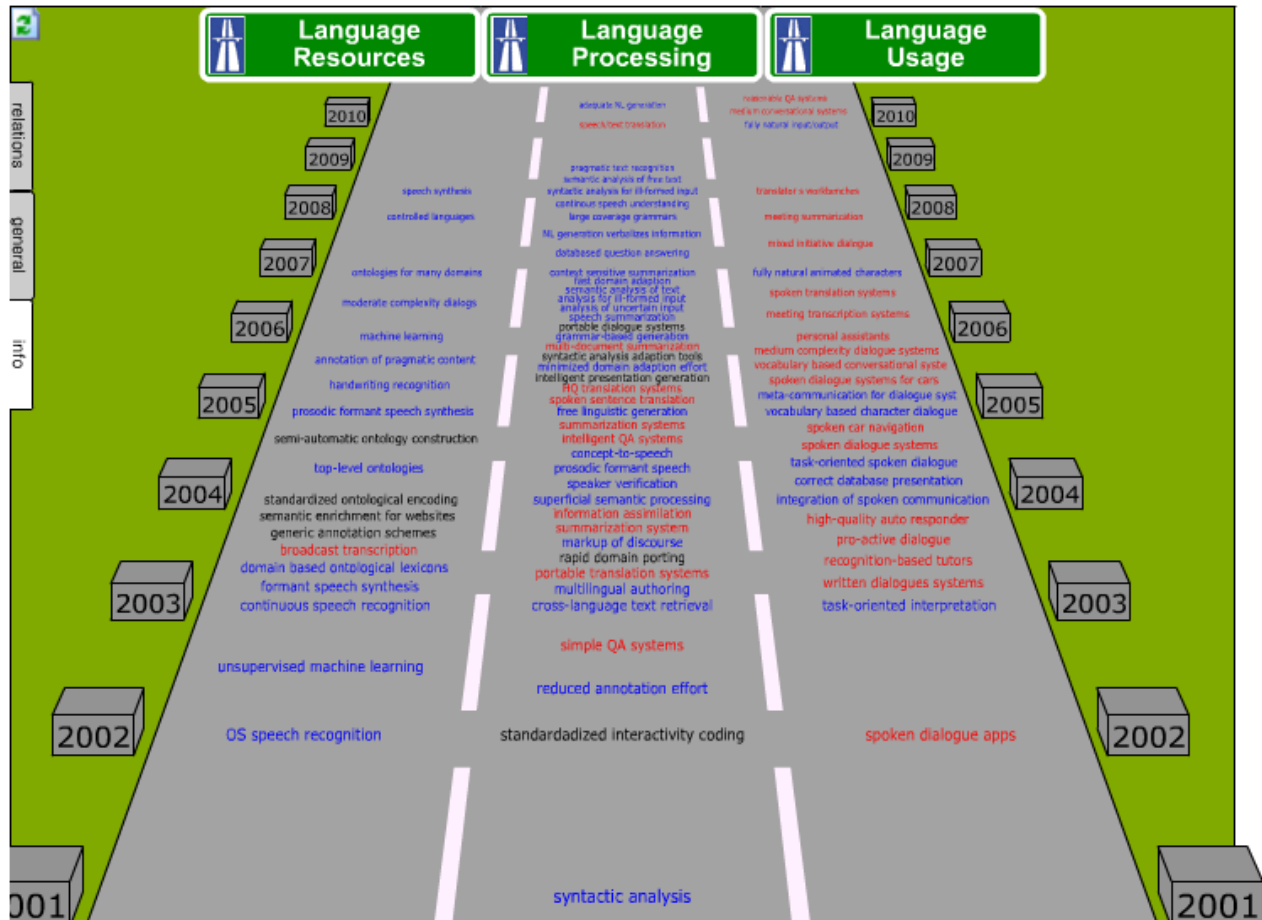 Language
Resources
Language
Processing
Language
Usage
relations
general
info
2010
2009
2008
2007
2006
2005
2004
2003
2002
001
speech synthesis
controlled languages
ontologies for many domains
moderate complexity dialogs
machine learning
annotation of pragmatic content
handwriting recognition
prosodic formant speech synthesis
semi-automatic ontology construction
top-level ontologies
standardized ontological encoding
semantic enrichment for websites
generic annotation schemes
broadcast transcription
domain based ontological lexicons
formant speech synthesis
continuous speech recognition
unsupervised machine learning
OS speech recognition
adequate NL generation
speech/text translation
pragmatic text recognition
semantic analysis of free text
syntactic analysis for ill-formed input
continous speech understanding
large coverage grammars
NL generation verbalizes information
databased question answering
context sensitive summarization
fast domain adaption
semantic analysis of text
analysis for ill-formed input
analysis of uncertain input
speech summarization
portable dialogue systems
grammar-based generation
multi-document summarization
syntactic analysis adaption tools
minimized domain adaption effort
intelligent presentation generation
HQ translation systems
spoken sentence translation
free linguistic generation
summarization systems
intelligent QA systems
concept-to-speech
prosodic formant speech
speaker verification
superficial semantic processing
information assimilation
summarization system
markup of discourse
rapid domain porting
portable translation systems
multilingual authoring
cross-language text retrieval
simple QA systems
reduced annotation effort
standardadized interactivity coding
syntactic analysis
reasonable QA systems
medium conversational systems
fully natural input/output
translator s workbenches
meeting summarization
mixed initiative dialogue
fully natural animated characters
spoken translation systems
meeting transcription systems
personal assistants
medium complexity dialogue systems
vocabulary based conversational syste
spoken dialogue systems for cars
meta-communication for dialogue syst
vocabulary based character dialogue
spoken car navigation
spoken dialogue systems
task-oriented spoken dialogue
correct database presentation
integration of spoken communication
high-quality auto responder
pro-active dialogue
recognition-based tutors
written dialogues systems
task-oriented interpretation
spoken dialogue apps
2010
2009
2008
2007
2006
2005
2004
2003
2002
2001